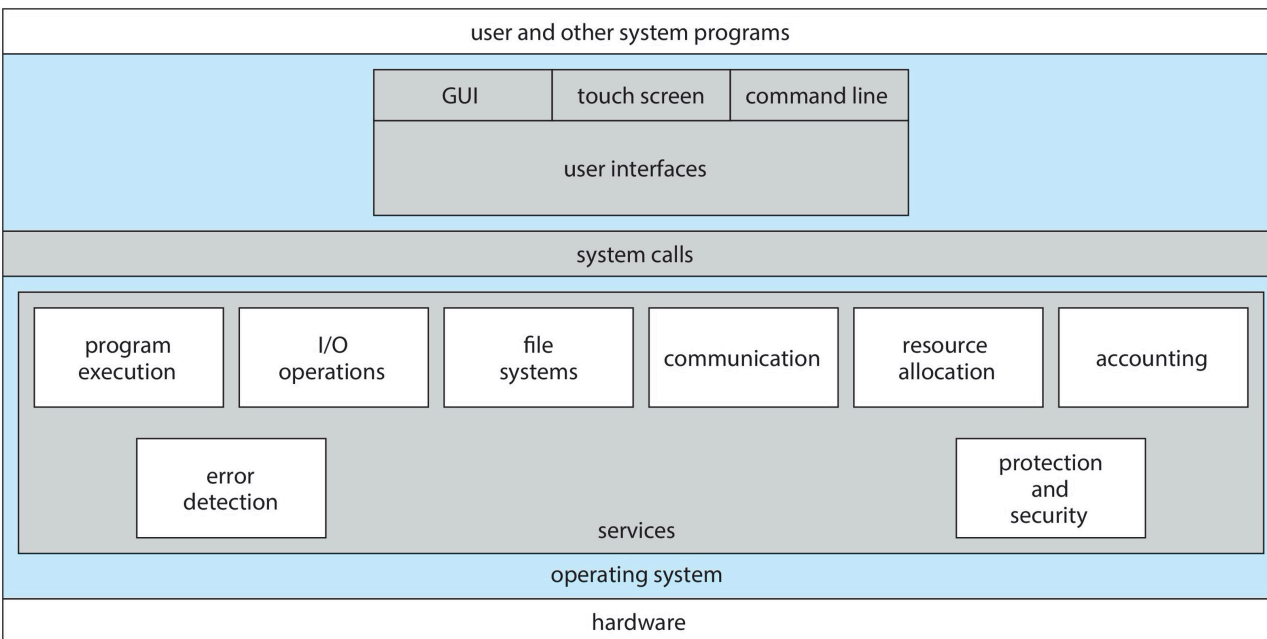 user and other system programs
GUI
touch screen
command line
user interfaces
system calls
program
execution
I/O
operations
file
systems
communication
resource
allocation
accounting
error
detection
protection
and
security
services
operating system
hardware